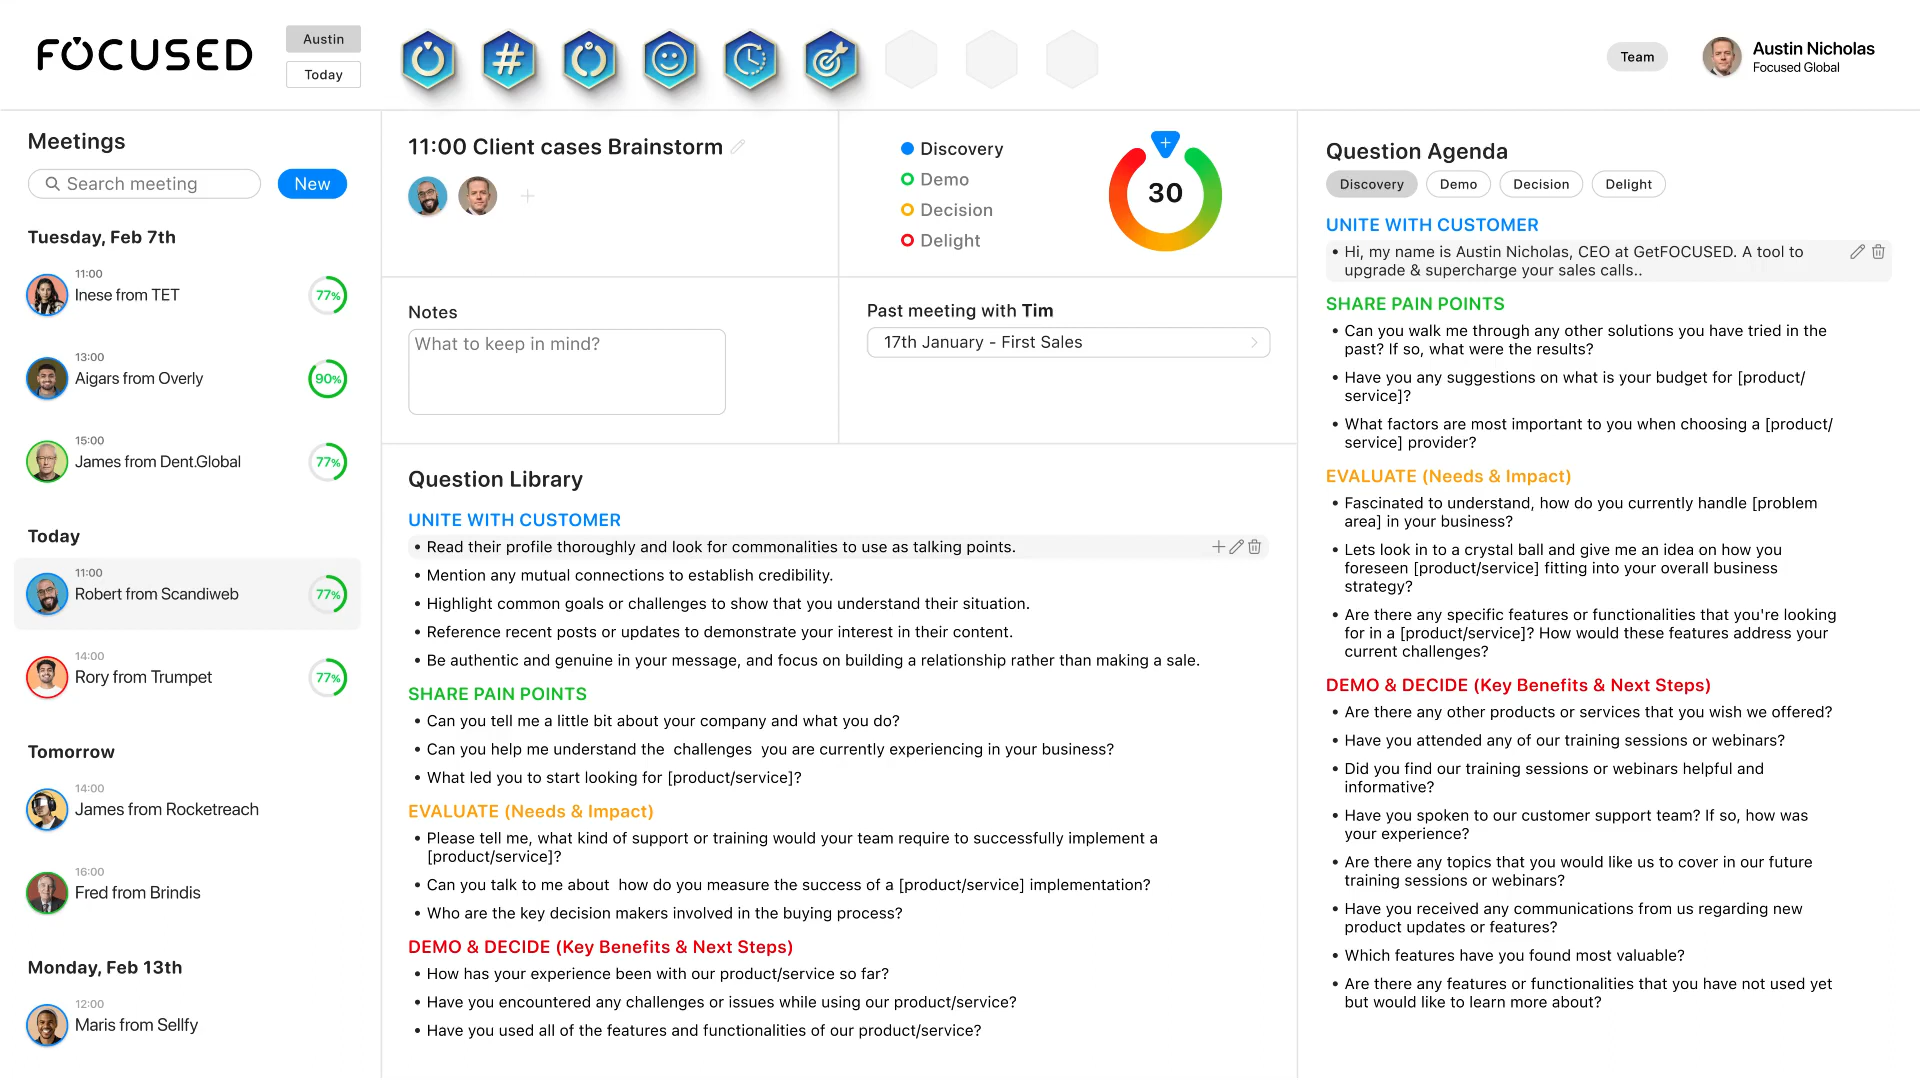 FOCUSED
Austin
Today
#
Team
Austin Nicholas
Focused Global
Meetings
Search meeting
New
Tuesday, Feb 7th
11:00
Inese from TET
77%
13:00
Aigars from Overly
90%
15:00
James from Dent.Global
77%
Today
11:00
Robert from Scandiweb
77%
14:00
Rory from Trumpet
77%
Tomorrow
14:00
James from Rocketreach
16:00
Fred from Brindis
Monday, Feb 13th
12:00
Maris from Sellfy
11:00 Client cases Brainstorm
Discovery
Demo
Decision
Delight
30
Notes
What to keep in mind?
Past meeting with Tim
17th January - First Sales
Question Library
UNITE WITH CUSTOMER
• Read their profile thoroughly and look for commonalities to use as talking points.
• Mention any mutual connections to establish credibility.
• Highlight common goals or challenges to show that you understand their situation.
• Reference recent posts or updates to demonstrate your interest in their content.
• Be authentic and genuine in your message, and focus on building a relationship rather than making a sale.
SHARE PAIN POINTS
• Can you tell me a little bit about your company and what you do?
• Can you help me understand the  challenges  you are currently experiencing in your business?
• What led you to start looking for [product/service]?
EVALUATE (Needs & Impact)
• Please tell me, what kind of support or training would your team require to successfully implement a
[product/service]?
• Can you talk to me about  how do you measure the success of a [product/service] implementation?
• Who are the key decision makers involved in the buying process?
DEMO & DECIDE (Key Benefits & Next Steps)
• How has your experience been with our product/service so far?
• Have you encountered any challenges or issues while using our product/service?
• Have you used all of the features and functionalities of our product/service?
Question Agenda
Discovery
Demo
Decision
Delight
UNITE WITH CUSTOMER
• Hi, my name is Austin Nicholas, CEO at GetFOCUSED. A tool to
upgrade & supercharge your sales calls..
SHARE PAIN POINTS
• Can you walk me through any other solutions you have tried in the
past? If so, what were the results?
• Have you any suggestions on what is your budget for [product/
service]?
• What factors are most important to you when choosing a [product/
service] provider?
EVALUATE (Needs & Impact)
• Fascinated to understand, how do you currently handle [problem
area] in your business?
• Lets look in to a crystal ball and give me an idea on how you
foreseen [product/service] fitting into your overall business
strategy?
• Are there any specific features or functionalities that you're looking
for in a [product/service]? How would these features address your
current challenges?
DEMO & DECIDE (Key Benefits & Next Steps)
• Are there any other products or services that you wish we offered?
• Have you attended any of our training sessions or webinars?
• Did you find our training sessions or webinars helpful and
informative?
• Have you spoken to our customer support team? If so, how was
your experience?
• Are there any topics that you would like us to cover in our future
training sessions or webinars?
• Have you received any communications from us regarding new
product updates or features?
• Which features have you found most valuable?
• Are there any features or functionalities that you have not used yet
but would like to learn more about?